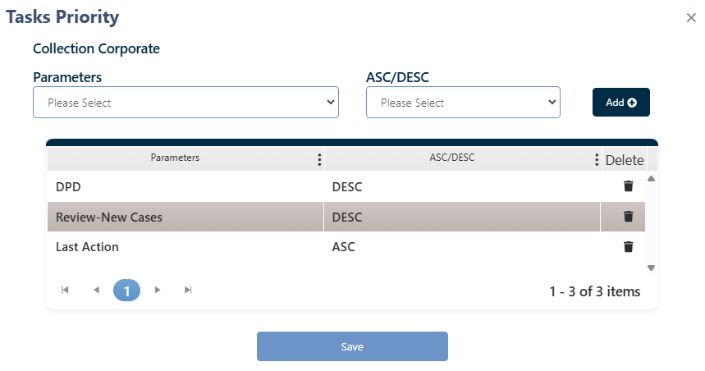 Tasks Priority
Collection Corporate
Parameters ASC/DESC
Please Select Please Select Add
Parameters ASC/DESC Delete
DPD DESC
Review-New Cases DESC
Last Action ASC
1 1 - 3 of 3 items
Save